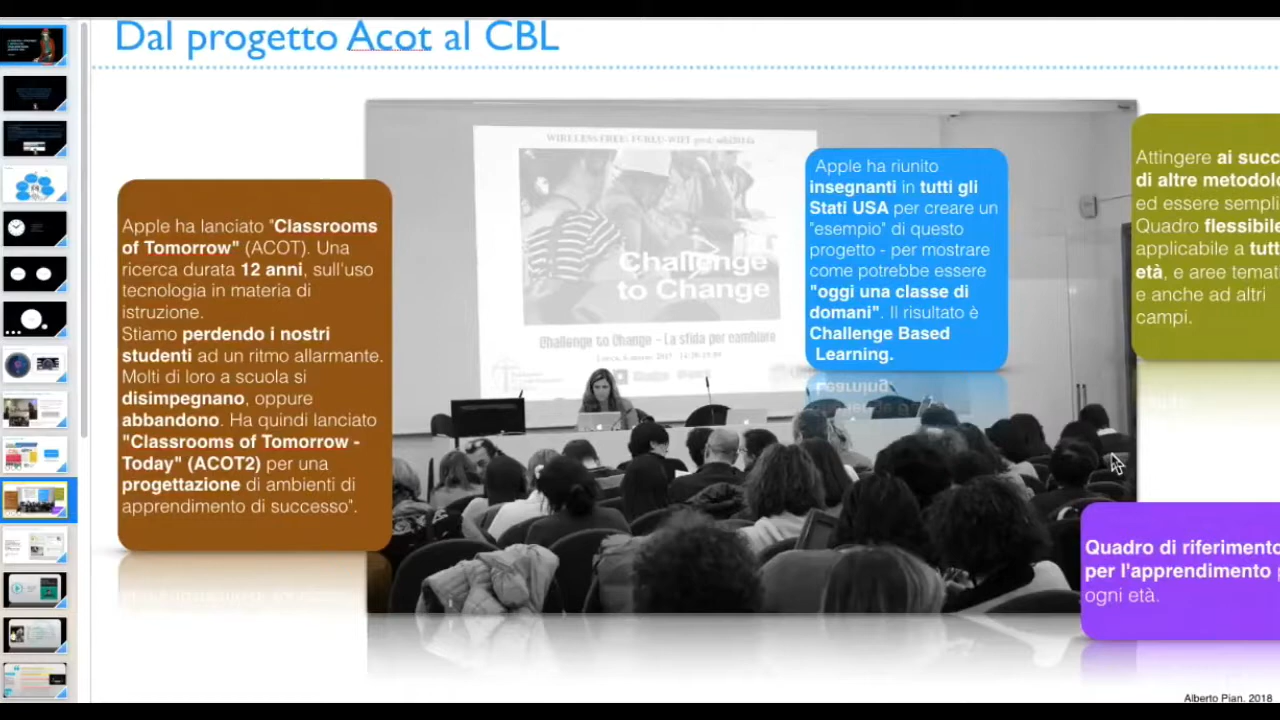 Dal progetto Acot al CBL
Apple ha lanciato "Classrooms
of Tomorrow" (ACOT). Una
ricerca durata 12 anni, sull'uso
tecnologia in materia di
istruzione.
Stiamo perdendo i nostri
studenti ad un ritmo allarmante.
Molti di loro a scuola si
disimpegnano, oppure
abbandono. Ha quindi lanciato
"Classrooms of Tomorrow -
Today" (ACOT2) per una
progettazione di ambienti di
apprendimento di successo".
WIRELESS FREE: FGBLU-WIFI
Challenge
to Change
Challenge to Change - La sfida per cambiare
Apple ha riunito
insegnanti in tutti gli
Stati USA per creare un
"esempio" di questo
progetto - per mostrare
come potrebbe essere
"oggi una classe di
domani". Il risultato è
Challenge Based
Learning.
Attingere ai succ
di altre metodolo
ed essere sempli
Quadro flessibile
applicabile a tutt
età, e aree temat
e anche ad altri
campi.
Quadro di riferimento
per l'apprendimento
ogni età.
Alberto Pian, 2018